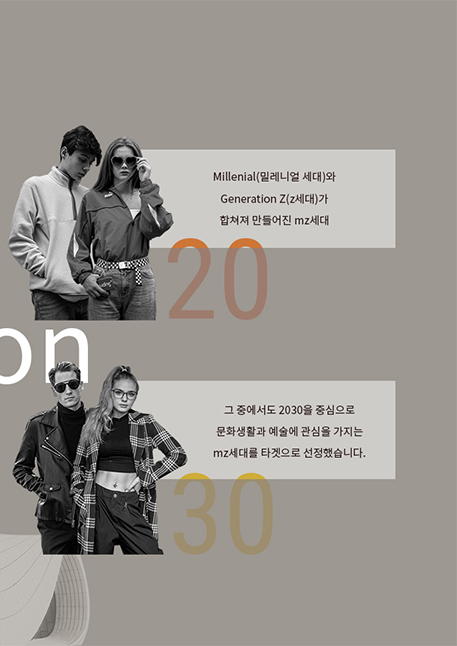 Millenial(밀레니얼 세대)와
Generation Z(z세대)가
합쳐져 만들어진 mz세대
20
on
그 중에서도 2030을 중심으로
문화생활과 예술에 관심을 가지는
mz세대를 타겟으로 선정했습니다.
30